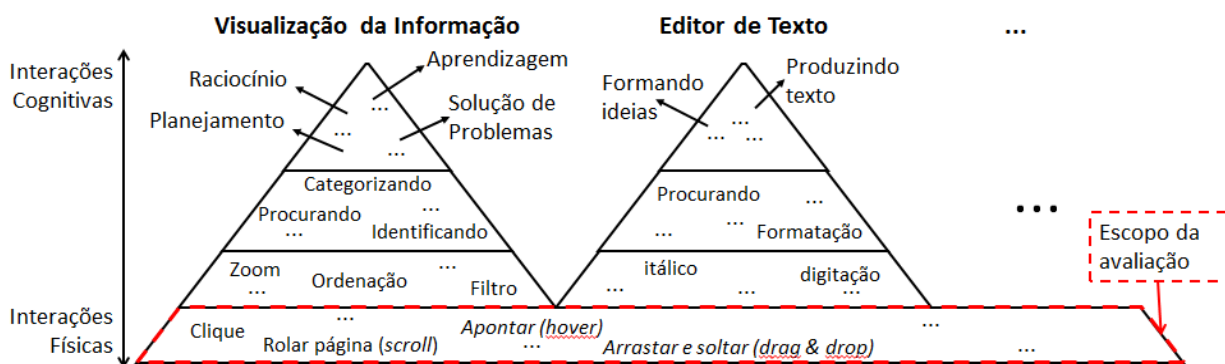 Visualização da Informação
Editor de Texto
...
Interações
Cognitivas
Raciocínio
Aprendizagem
...
Planejamento
...
Solução de
Problemas
...
Formando
ideias
Produzindo
texto
...
... ...
Categorizando
Procurando
...
...
Identificando
Procurando
...
...
...
Formatação
...
Escopo da
avaliação
Zoom
...
Ordenação
...
Filtro
itálico
...
...
digitação
...
Interações
Físicas
Clique
...
Rolar página (scroll)
Apontar (hover)
...
Arrastar e soltar (drag & drop)
...
...